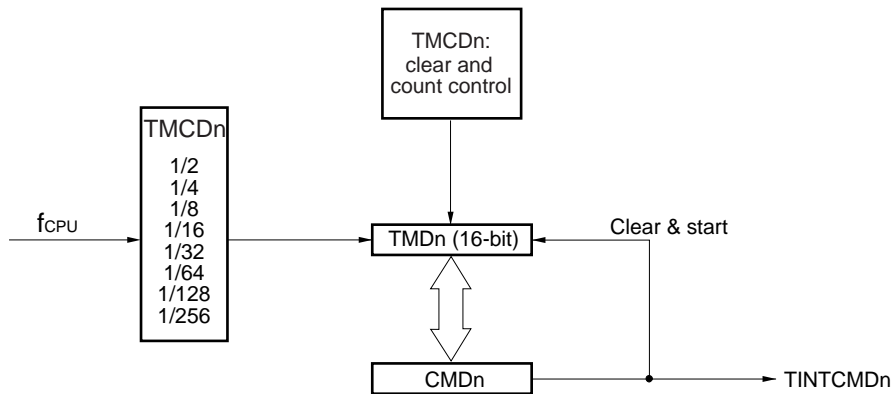 TMCDn:
clear and
count control
TMCDn
1/2
1/4
1/8
1/16
1/32
1/64
1/128
1/256
fCPU
TMDn (16-bit)
Clear & start
CMDn
TINTCMDn